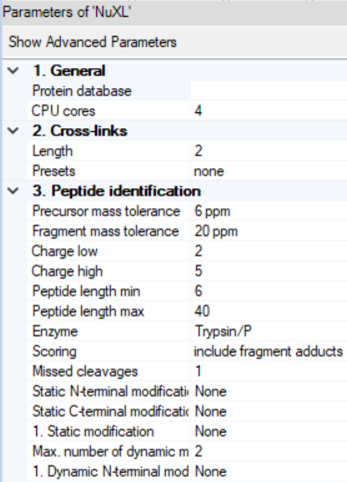 Parameters of 'NuXL'
Show Advanced Parameters
1. General
Protein database
CPU cores 4
2. Cross-links
Length 2
Presets none
3. Peptide identification
Precursor mass tolerance 6 ppm
Fragment mass tolerance 20 ppm
Charge low 2
Charge high 5
Peptide length min 6
Peptide length max 40
Enzyme Trypsin/P
Scoring include fragment adducts
Missed cleavages 1
Static N-terminal modificati None
Static C-terminal modificatic None
1. Static modification None
Max. number of dynamic m 2
1. Dynamic N-terminal mod None